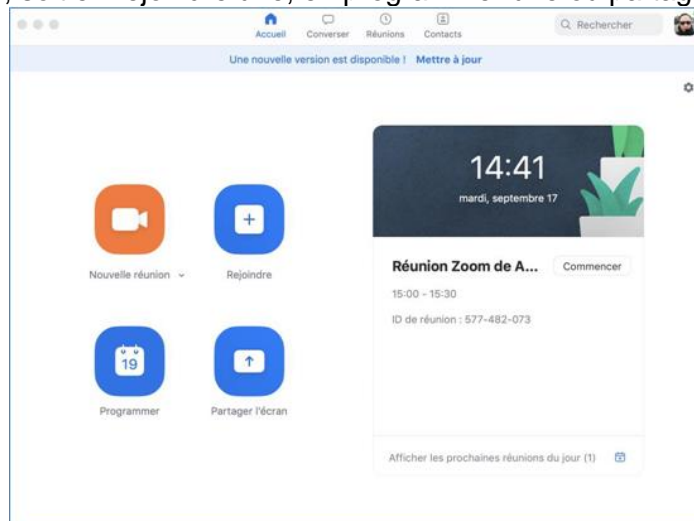 Accueil Converser Réunions Contacts Rechercher
Une nouvelle version est disponible ! Mettre à jour
14:41
mardi, septembre 17
Nouvelle réunion Rejoindre
Réunion Zoom de A... Commencer
15:00 - 15:30
ID de réunion : 577-482-073
19
Programmer Partager l'écran
Afficher les prochaines réunions du jour (1)